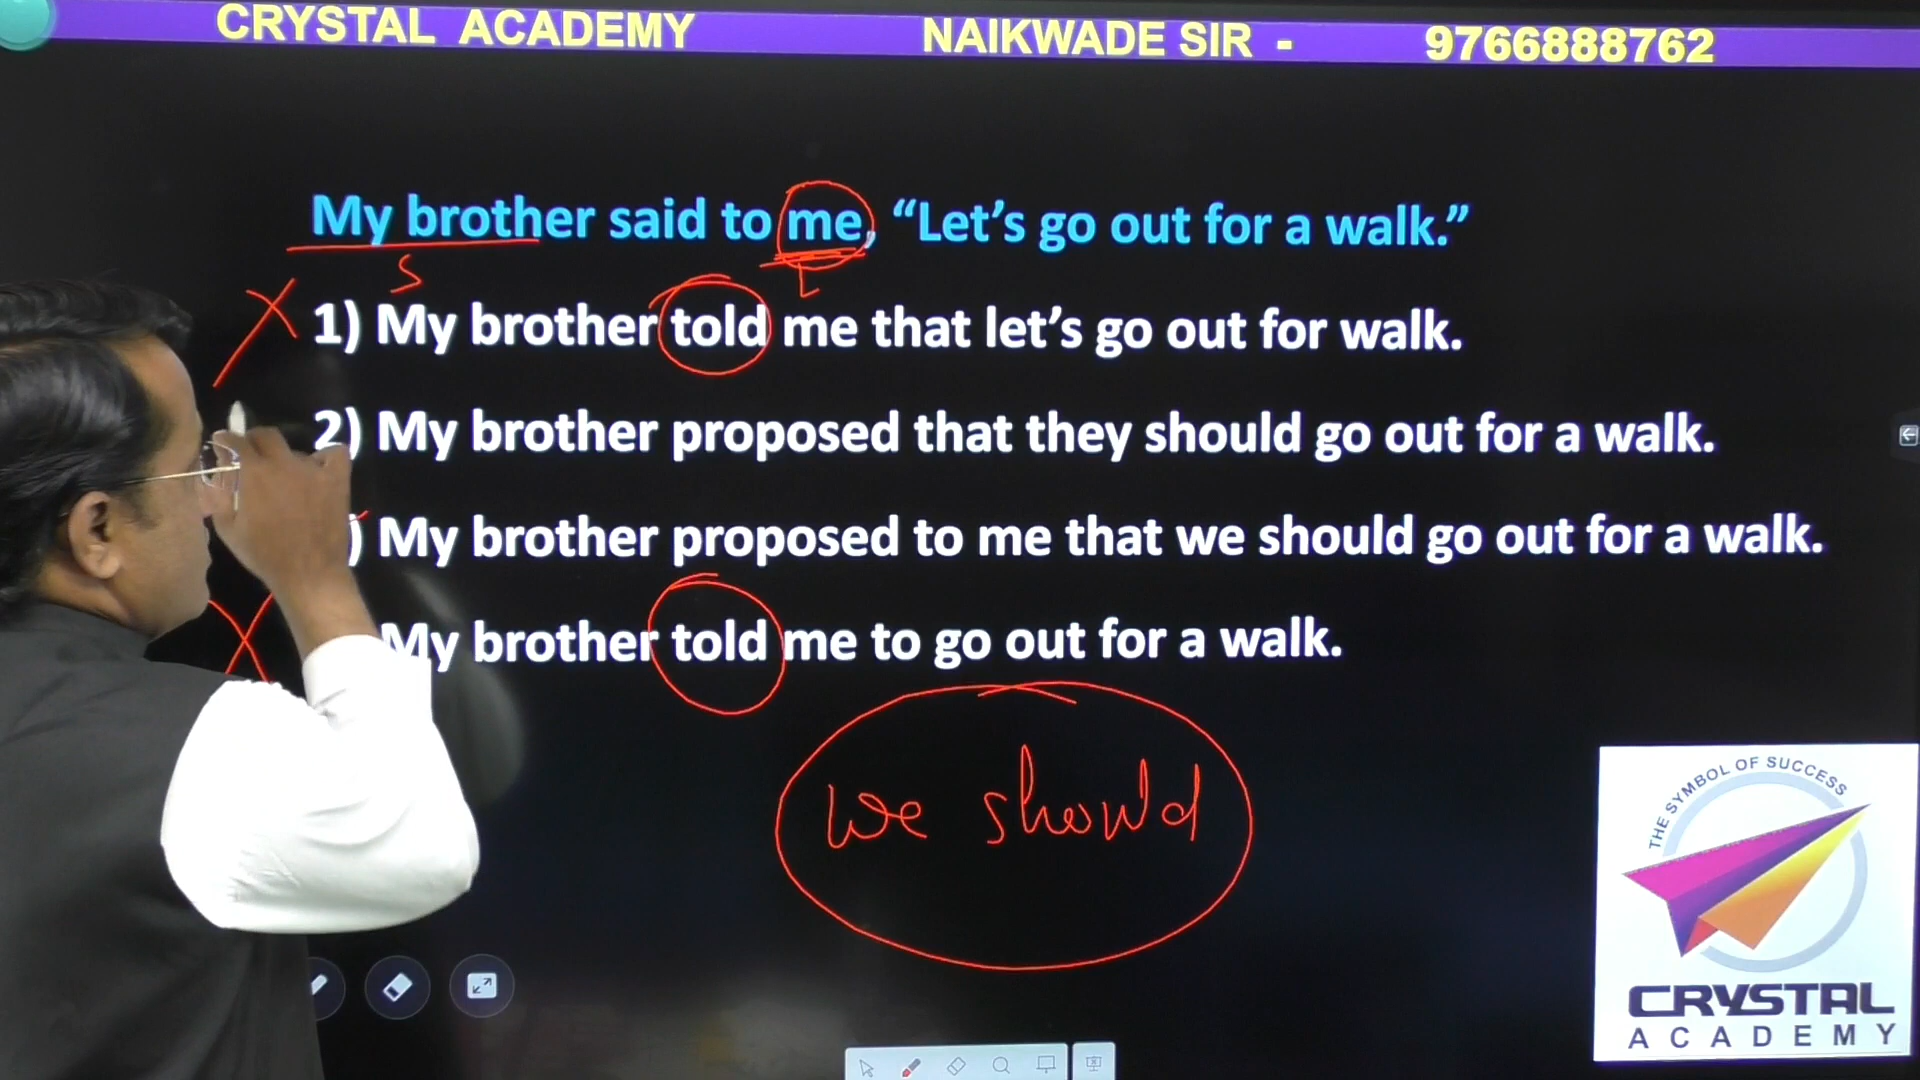 CRYSTAL ACADEMY NAIKWADE SIR - 9766888762
My brother said to me, “Let’s go out for a walk.”
S L
1) My brother told me that let’s go out for walk.
2) My brother proposed that they should go out for a walk.
) My brother proposed to me that we should go out for a walk.
My brother told me to go out for a walk.
we should
THE SYMBOL OF SUCCESS
CRYSTAL
ACADEMY